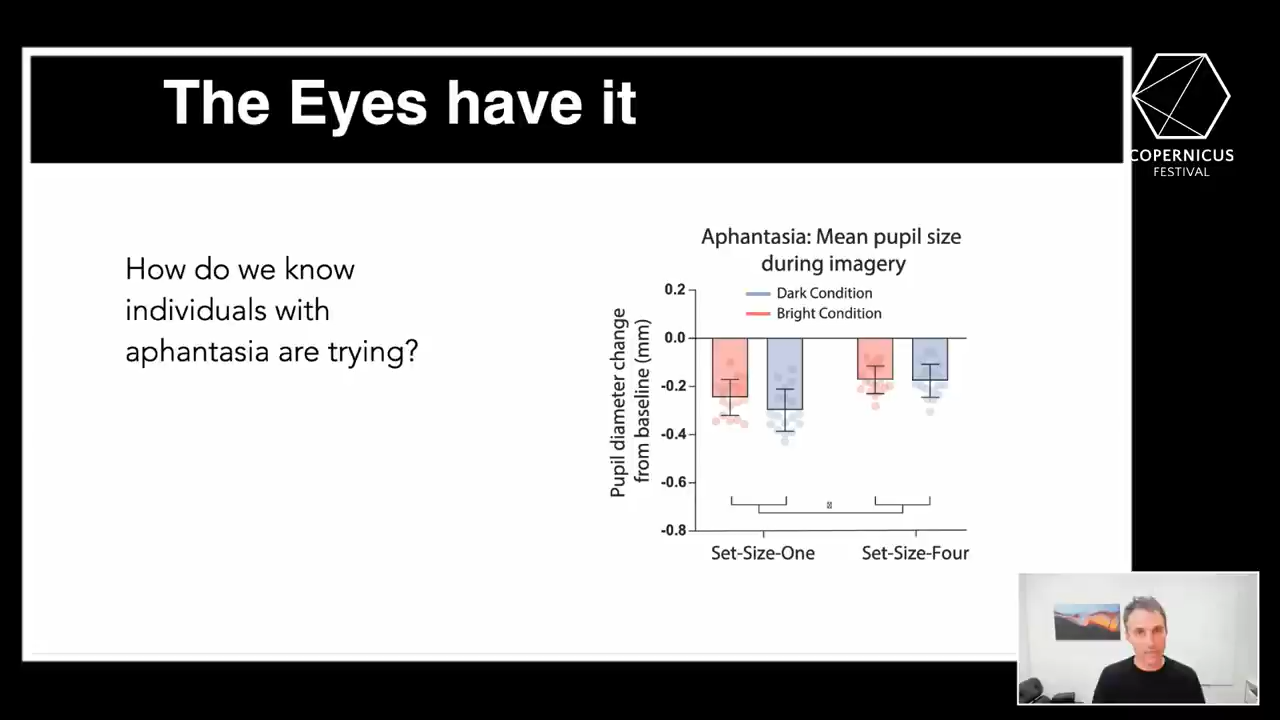 The Eyes have it
COPERNICUS
FESTIVAL
How do we know
individuals with
aphantasia are trying?
Aphantasia: Mean pupil size
during imagery
Dark Condition
Bright Condition
Pupil diameter change
from baseline (mm)
0.2
0.0
-0.2
-0.4
-0.6
-0.8
Set-Size-One
Set-Size-Four